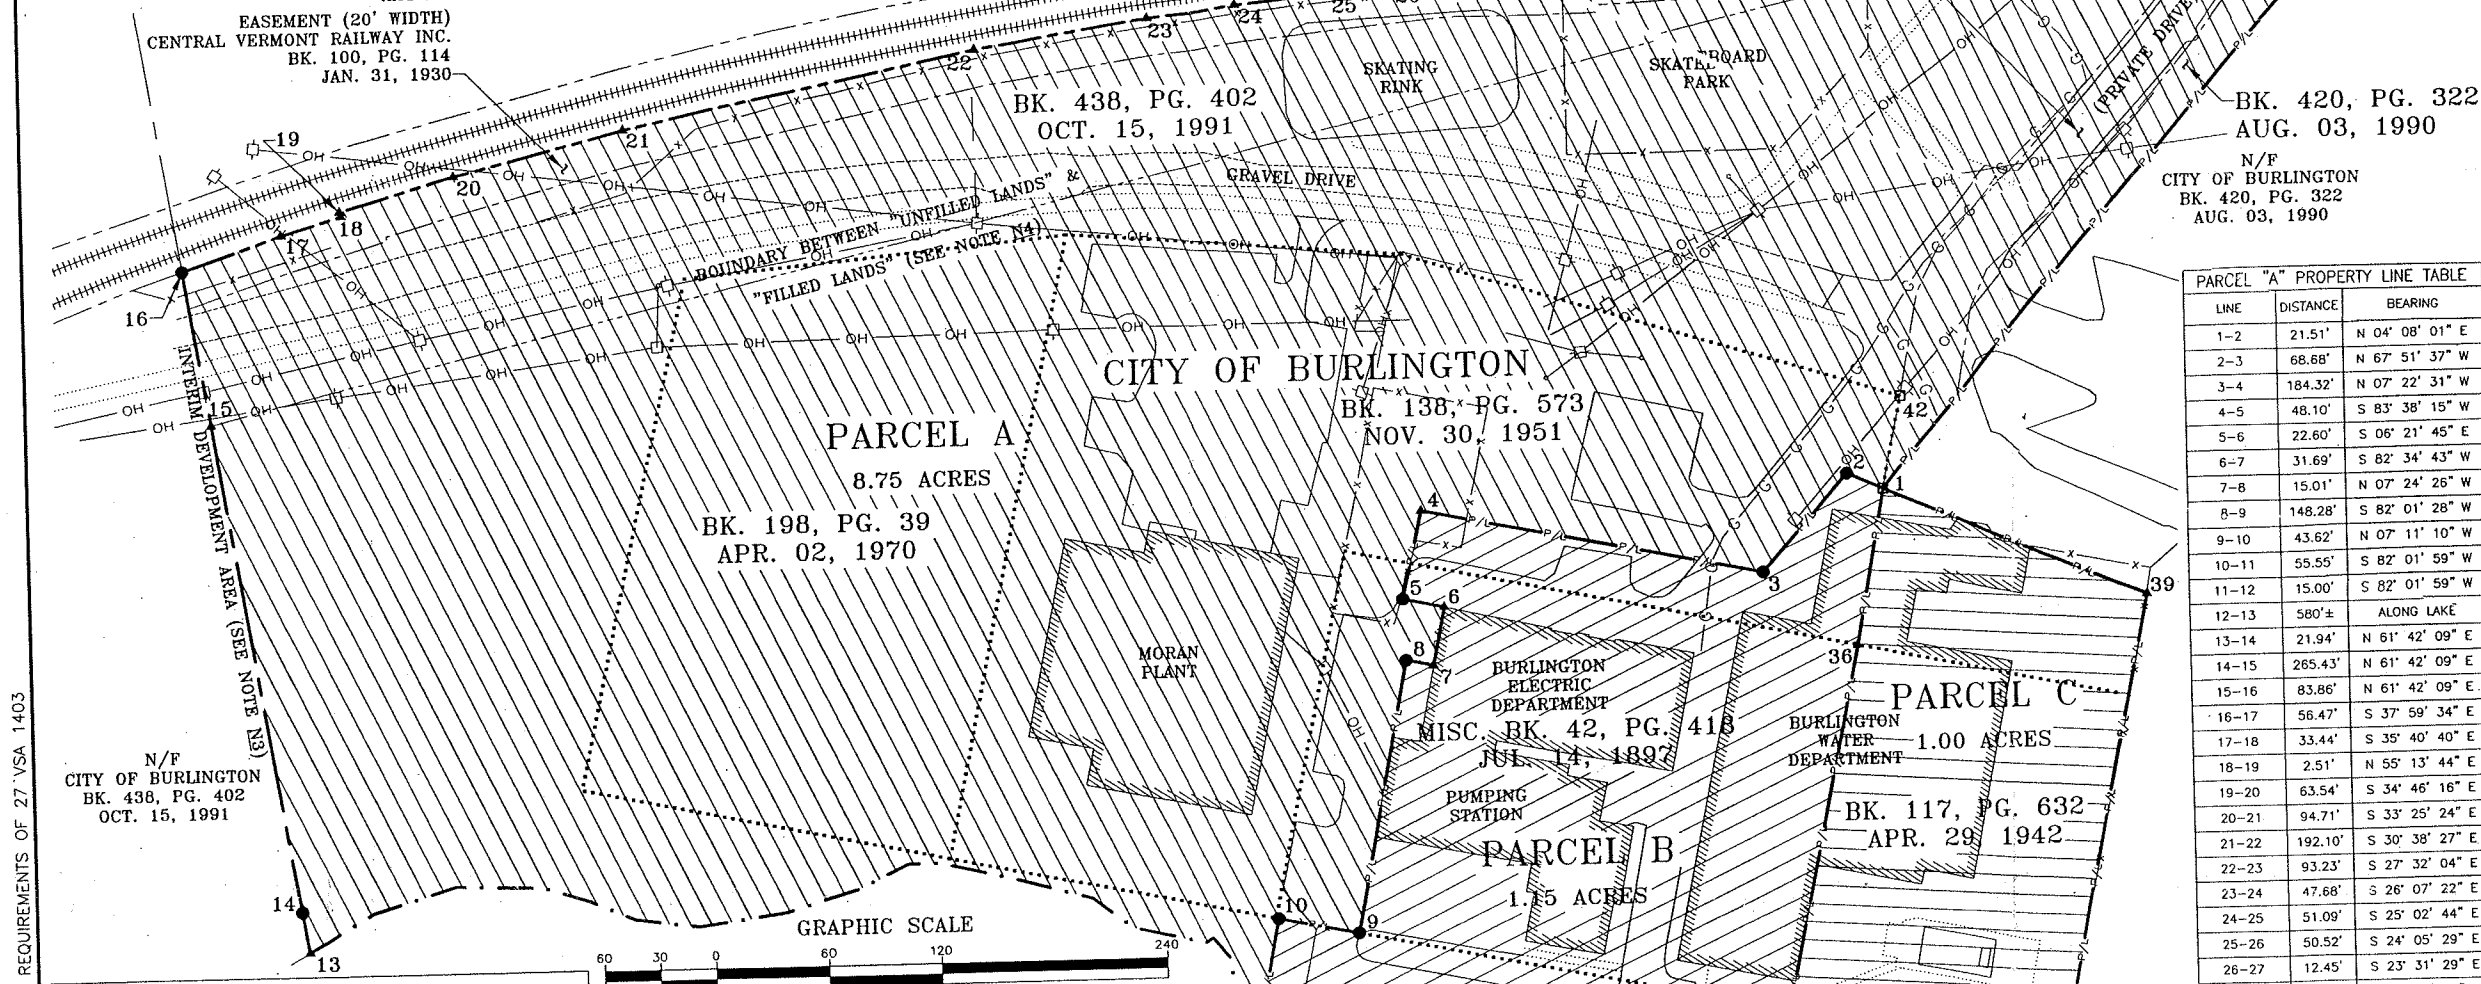 EASEMENT (20' WIDTH)
CENTRAL VERMONT RAILWAY INC.
BK. 100, PG. 114
JAN. 31, 1930
19
18
17
16
20
21
22
23
24
25
BK. 438, PG. 402
OCT. 15, 1991
SKATING
RINK
SKATEBOARD
PARK
(PRIVATE DRIVE)
BK. 420, PG. 322
AUG. 03, 1990
N/F
CITY OF BURLINGTON
BK. 420, PG. 322
AUG. 03, 1990
GRAVEL DRIVE
BOUNDARY BETWEEN "UNFILLED LANDS" &
"FILLED LANDS" (SEE NOTE N4)
CITY OF BURLINGTON
BK. 138, PG. 573
NOV. 30, 1951
PARCEL A
8.75 ACRES
BK. 198, PG. 39
APR. 02, 1970
INTERIM DEVELOPMENT AREA (SEE NOTE N3)
15
42
2
1
4
3
39
5
6
8
7
36
MORAN
PLANT
BURLINGTON
ELECTRIC
DEPARTMENT
MISC. BK. 42, PG. 418
JUL. 14, 1897
PUMPING
STATION
PARCEL B
1.15 ACRES
PARCEL C
1.00 ACRES
BURLINGTON
WATER
DEPARTMENT
BK. 117, PG. 632
APR. 29 1942
N/F
CITY OF BURLINGTON
BK. 438, PG. 402
OCT. 15, 1991
14
13
10
9
GRAPHIC SCALE
60 30 0 60 120 240
REQUIREMENTS OF 27 VSA 1403
PARCEL "A" PROPERTY LINE TABLE
LINE DISTANCE BEARING
1-2 21.51' N 04° 08' 01" E
2-3 68.68' N 67° 51' 37" W
3-4 184.32' N 07° 22' 31" W
4-5 48.10' S 83° 38' 15" W
5-6 22.60' S 06° 21' 45" E
6-7 31.69' S 82° 34' 43" W
7-8 15.01' N 07° 24' 26" W
8-9 148.28' S 82° 01' 28" W
9-10 43.62' N 07° 11' 10" W
10-11 55.55' S 82° 01' 59" W
11-12 15.00' S 82° 01' 59" W
12-13 580'± ALONG LAKE
13-14 21.94' N 61° 42' 09" E
14-15 265.43' N 61° 42' 09" E
15-16 83.86' N 61° 42' 09" E
16-17 56.47' S 37° 59' 34" E
17-18 33.44' S 35° 40' 40" E
18-19 2.51' N 55° 13' 44" E
19-20 63.54' S 34° 46' 16" E
20-21 94.71' S 33° 25' 24" E
21-22 192.10' S 30° 38' 27" E
22-23 93.23' S 27° 32' 04" E
23-24 47.68' S 26° 07' 22" E
24-25 51.09' S 25° 02' 44" E
25-26 50.52' S 24° 05' 29" E
26-27 12.45' S 23° 31' 29" E